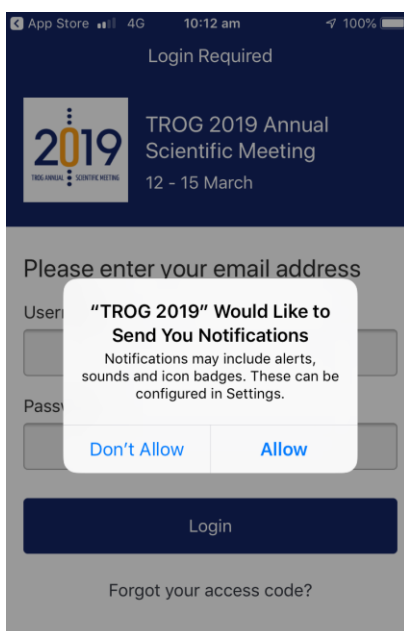 App Store 4G 10:12 am 100%
Login Required
2019
TROG ANNUAL SCIENTIFIC MEETING
TROG 2019 Annual
Scientific Meeting
12 - 15 March
Please enter your email address
“TROG 2019” Would Like to
Send You Notifications
Notifications may include alerts,
sounds and icon badges. These can be
configured in Settings.
Don’t Allow Allow
Login
Forgot your access code?